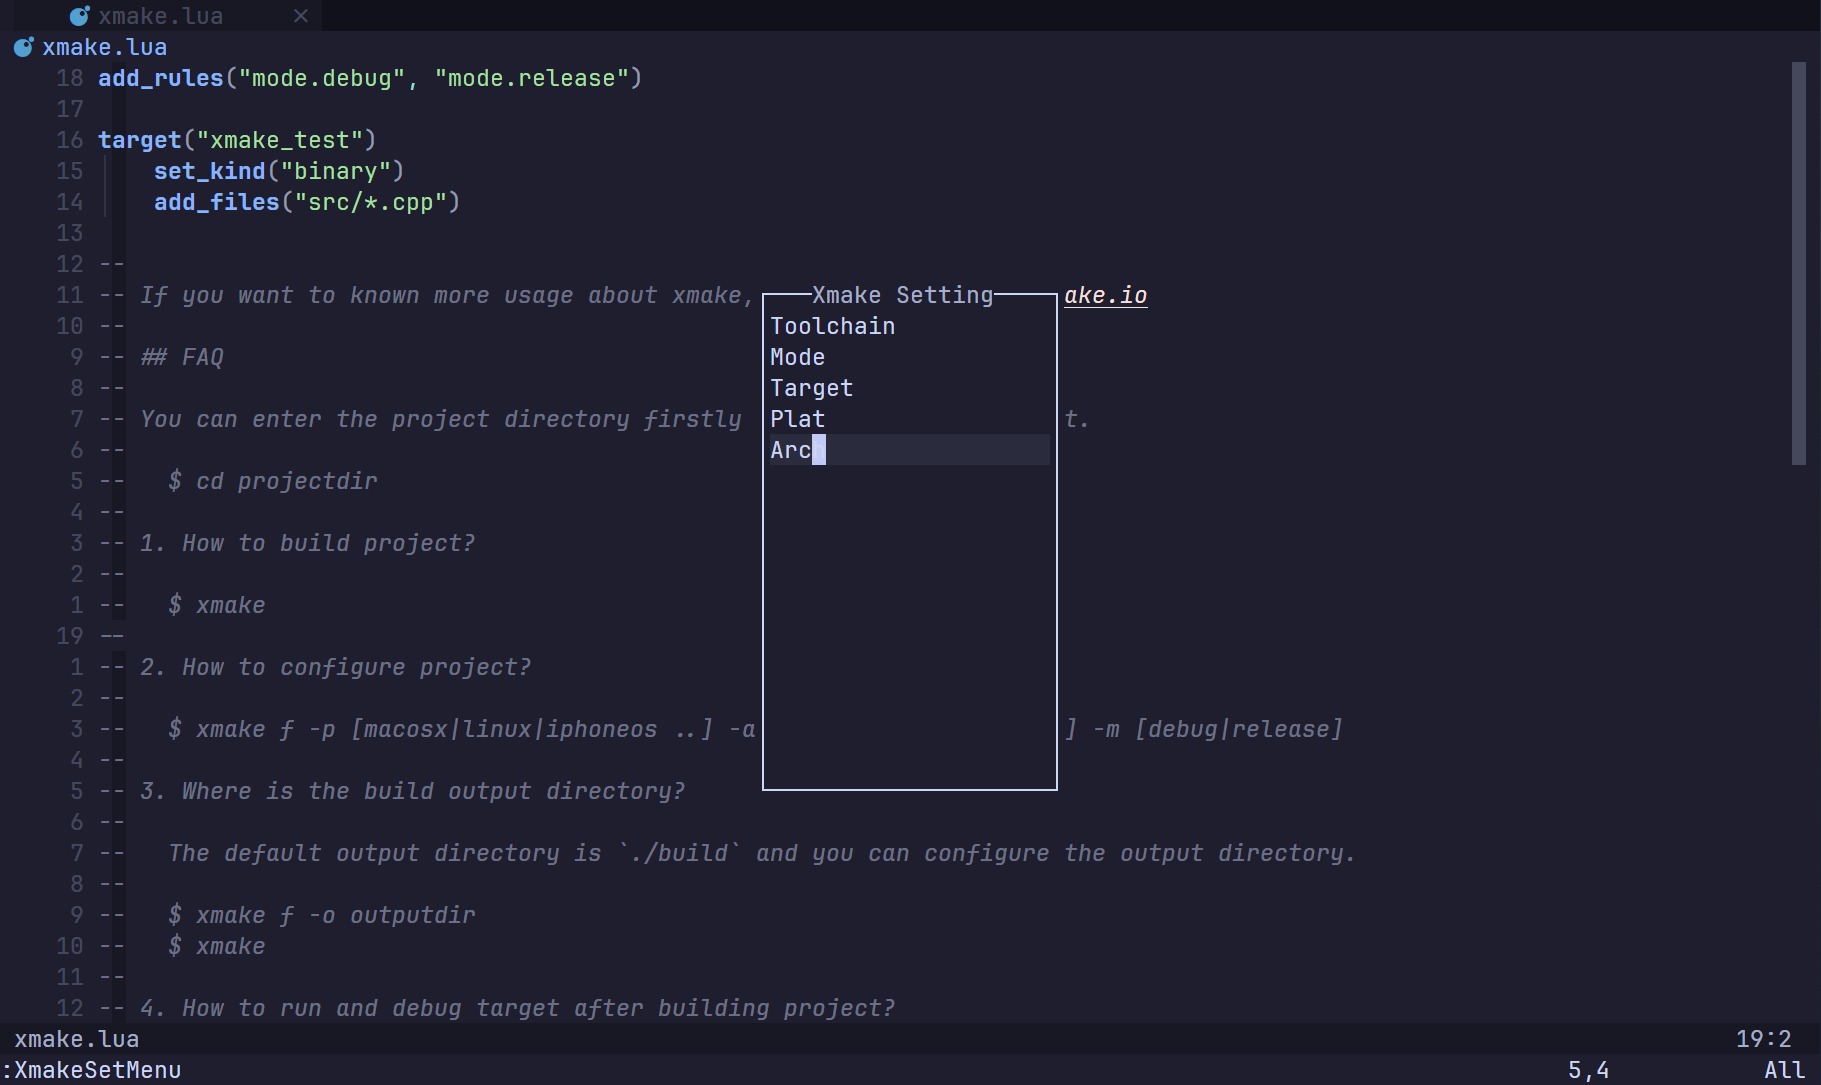 xmake.lua ×
xmake.lua
18 add_rules("mode.debug", "mode.release")
17
16 target("xmake_test")
15 set_kind("binary")
14 add_files("src/*.cpp")
13
12 --
11 -- If you want to known more usage about xmake, ake.io
10 --
9 -- ## FAQ
8 --
7 -- You can enter the project directory firstly t.
6 --
5 -- $ cd projectdir
4 --
3 -- 1. How to build project?
2 --
1 -- $ xmake
19 --
1 -- 2. How to configure project?
2 --
3 -- $ xmake f -p [macosx|linux|iphoneos ..] -a ] -m [debug|release]
4 --
5 -- 3. Where is the build output directory?
6 --
7 -- The default output directory is `./build` and you can configure the output directory.
8 --
9 -- $ xmake f -o outputdir
10 -- $ xmake
11 --
12 -- 4. How to run and debug target after building project?
Xmake Setting
Toolchain
Mode
Target
Plat
Arch
xmake.lua 19:2
:XmakeSetMenu 5,4 All